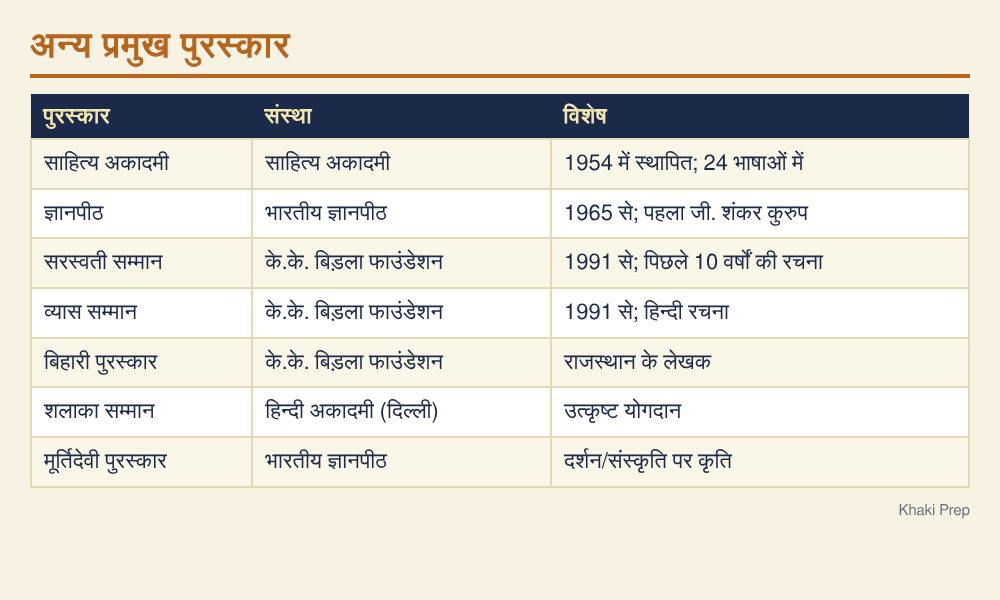 अन्य प्रमुख पुरस्कार
पुरस्कार संस्था विशेष
साहित्य अकादमी साहित्य अकादमी 1954 में स्थापित; 24 भाषाओं में
ज्ञानपीठ भारतीय ज्ञानपीठ 1965 से; पहला जी. शंकर कुरुप
सरस्वती सम्मान के.के. बिड़ला फाउंडेशन 1991 से; पिछले 10 वर्षों की रचना
व्यास सम्मान के.के. बिड़ला फाउंडेशन 1991 से; हिन्दी रचना
बिहारी पुरस्कार के.के. बिड़ला फाउंडेशन राजस्थान के लेखक
शलाका सम्मान हिन्दी अकादमी (दिल्ली) उत्कृष्ट योगदान
मूर्तिदेवी पुरस्कार भारतीय ज्ञानपीठ दर्शन/संस्कृति पर कृति
Khaki Prep